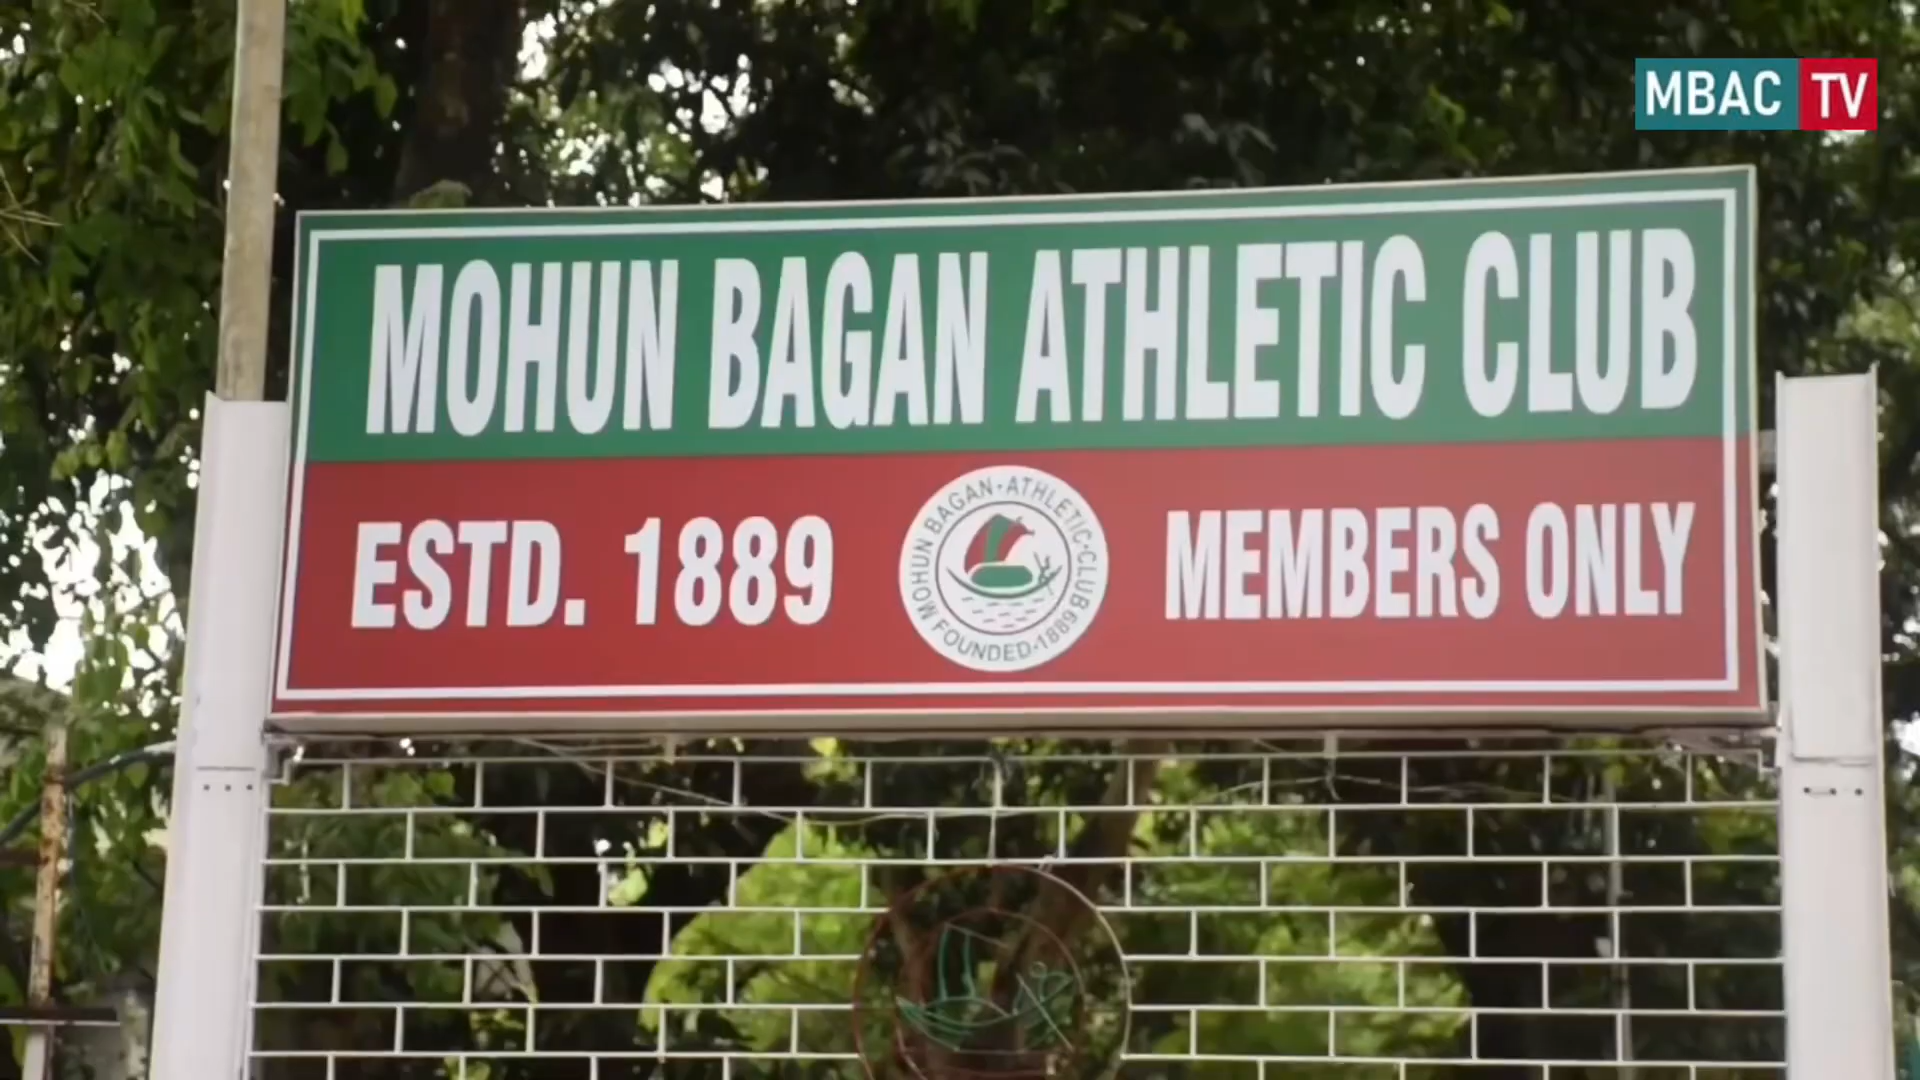 MBAC TV
MOHUN BAGAN ATHLETIC CLUB
ESTD. 1889
MOHUN BAGAN · ATHLETIC · CLUB
FOUNDED · 1889
MEMBERS ONLY